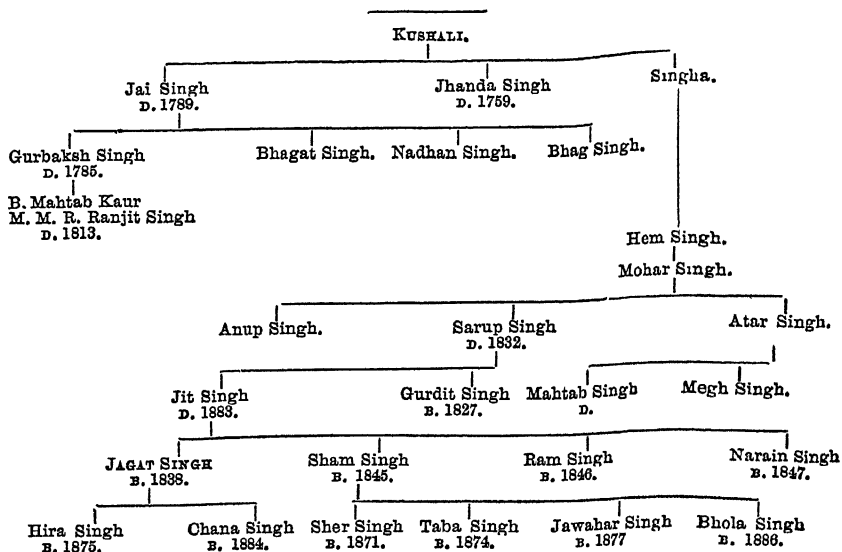 KUSHALI.
Jai Singh Jhanda Singh Singha.
D. 1789. D. 1759.
Gurbaksh Singh Bhagat Singh. Nadhan Singh. Bhag Singh.
D. 1785.
B. Mahtab Kaur
M. M. R. Ranjit Singh
D. 1813.
Hem Singh.
Mohar Singh.
Anup Singh. Sarup Singh Atar Singh.
D. 1832.
Jit Singh Gurdit Singh Mahtab Singh Megh Singh.
D. 1883. B. 1827. D.
JAGAT SINGH Sham Singh Ram Singh Narain Singh
B. 1838. B. 1845. B. 1846. B. 1847.
Hira Singh Chana Singh Sher Singh Taba Singh Jawahar Singh Bhola Singh
B. 1875. B. 1884. B. 1871. B. 1874. B. 1877 B. 1886.